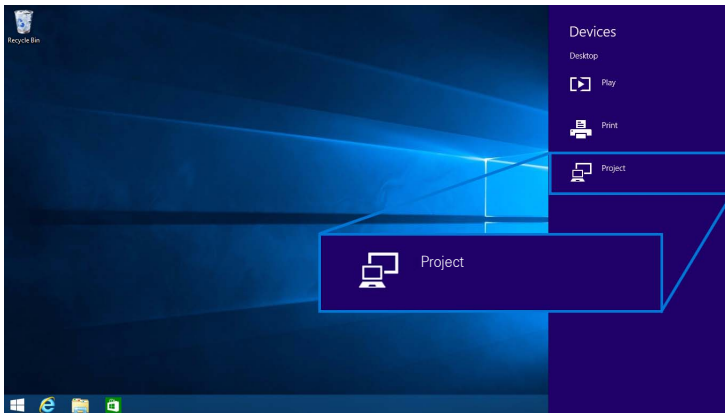 Recycle Bin
Devices
Desktop
Play
Print
Project
Project